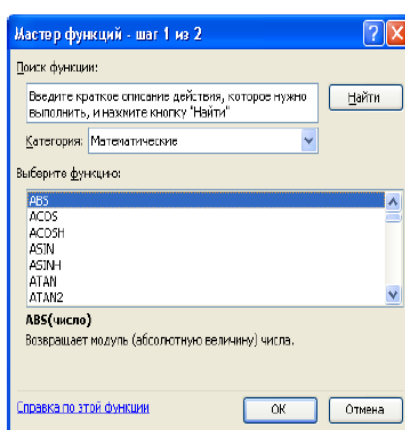 Мастер функций - шаг 1 из 2
Поиск функции:
Введите краткое описание действия, которое нужно
выполнить, и нажмите кнопку "Найти"
Найти
Категория: Математические
Выберите функцию:
ABS
ACOS
ACOSH
ASIN
ASINH
ATAN
ATAN2
ABS(число)
Возвращает модуль (абсолютную величину) числа.
Справка по этой функции
ОК
Отмена